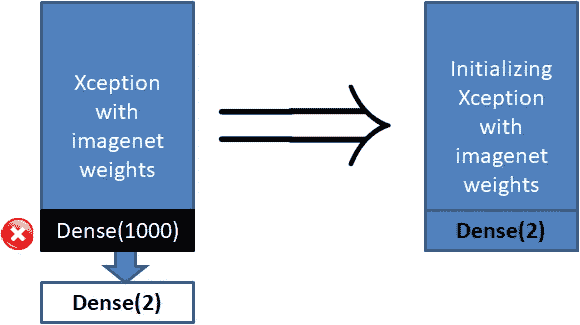 Xception
with
imagenet
weights
Dense(1000)
Dense(2)
Initializing
Xception
with
imagenet
weights
Dense(2)